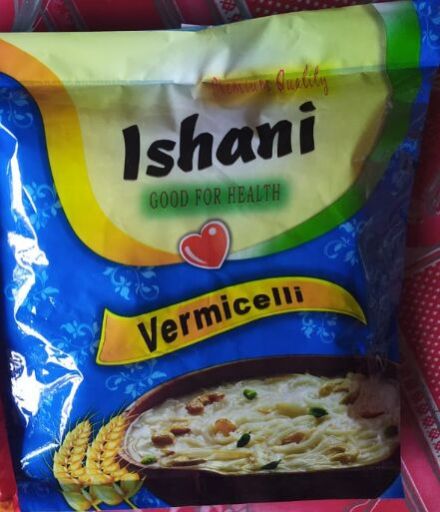 Premium Quality
Ishani
GOOD FOR HEALTH
Vermicelli